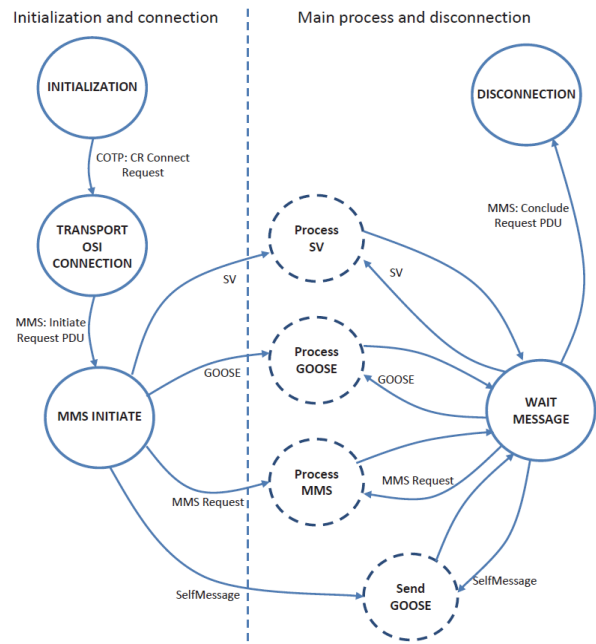 Initialization and connection
Main process and disconnection
INITIALIZATION
DISCONNECTION
COTP: CR Connect
Request
TRANSPORT
OSI
CONNECTION
Process
SV
MMS: Conclude
Request PDU
SV
SV
MMS: Initiate
Request PDU
Process
GOOSE
GOOSE
GOOSE
MMS INITIATE
WAIT
MESSAGE
Process
MMS
MMS Request
MMS Request
Send
GOOSE
SelfMessage
SelfMessage